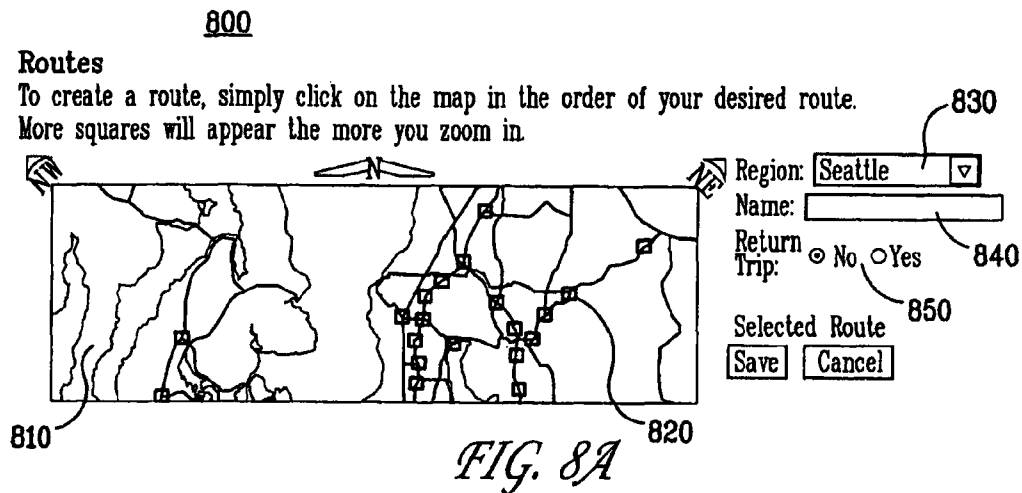 800
Routes
To create a route, simply click on the map in the order of your desired route.
More squares will appear the more you zoom in.
NW
N
NE
Region: Seattle
830
Name:
840
Return Trip: No Yes
850
Selected Route
Save Cancel
810
820
FIG. 8A